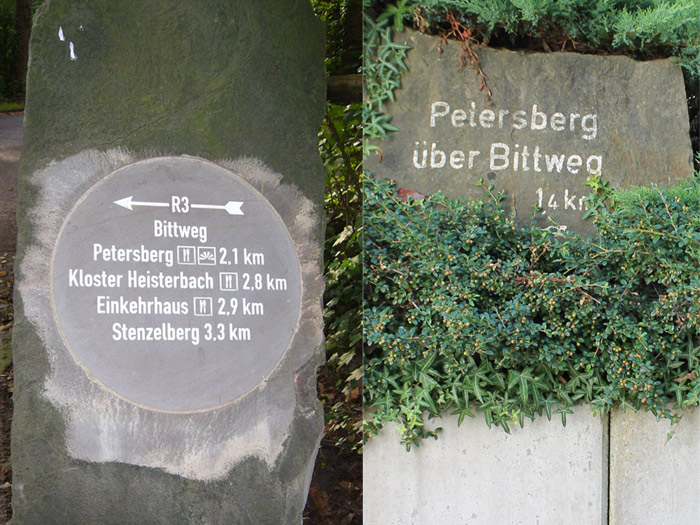 R3
Bittweg
Petersberg 2,1 km
Kloster Heisterbach 2,8 km
Einkehrhaus 2,9 km
Stenzelberg 3,3 km
Petersberg
über Bittweg
14 km